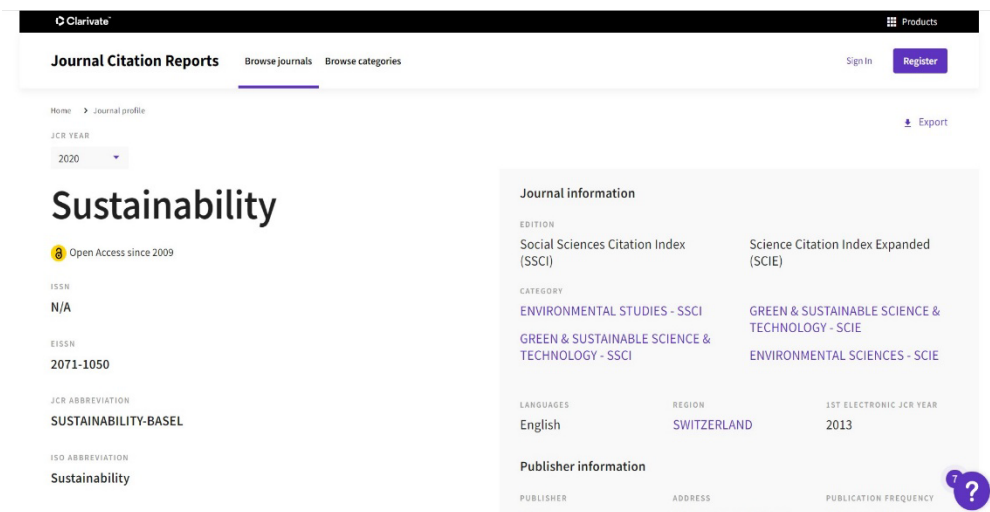 Clarivate™
Products
Journal Citation Reports
Browse journals
Browse categories
Sign In
Register
Home > Journal profile
Export
JCR YEAR
2020
Sustainability
Open Access since 2009
ISSN
N/A
EISSN
2071-1050
JCR ABBREVIATION
SUSTAINABILITY-BASEL
ISO ABBREVIATION
Sustainability
Journal information
EDITION
Social Sciences Citation Index
(SSCI)
Science Citation Index Expanded
(SCIE)
CATEGORY
ENVIRONMENTAL STUDIES - SSCI
GREEN & SUSTAINABLE SCIENCE &
TECHNOLOGY - SSCI
GREEN & SUSTAINABLE SCIENCE &
TECHNOLOGY - SCIE
ENVIRONMENTAL SCIENCES - SCIE
LANGUAGES
English
REGION
SWITZERLAND
1ST ELECTRONIC JCR YEAR
2013
Publisher information
PUBLISHER
ADDRESS
PUBLICATION FREQUENCY
7
?